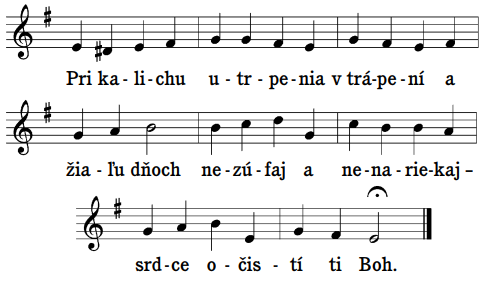 Pri ka - li - chu u - tr - pe - nia v trá - pe - ní a
žia - ľu dňoch ne - zú - faj a ne - na - rie - kaj –
srd - ce o - čis - tí ti Boh.